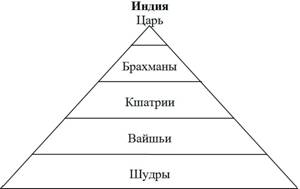 Индия
Царь
Брахманы
Кшатрии
Вайшьи
Шудры